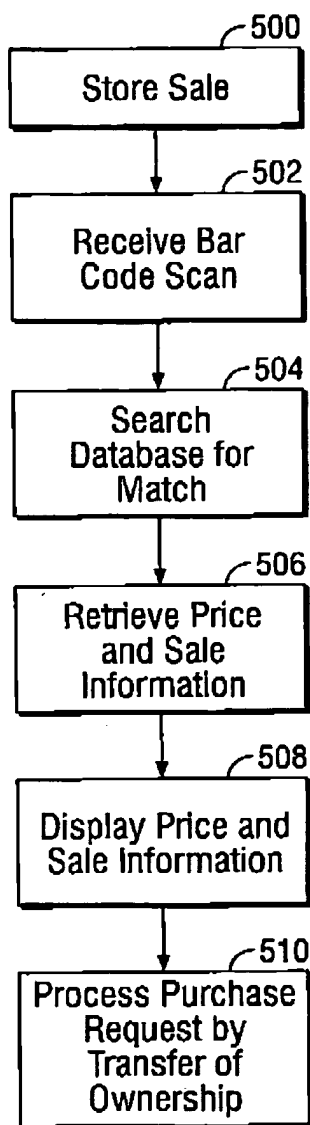 500
Store Sale
502
Receive Bar
Code Scan
504
Search
Database for
Match
506
Retrieve Price
and Sale
Information
508
Display Price and
Sale Information
510
Process Purchase
Request by
Transfer of
Ownership